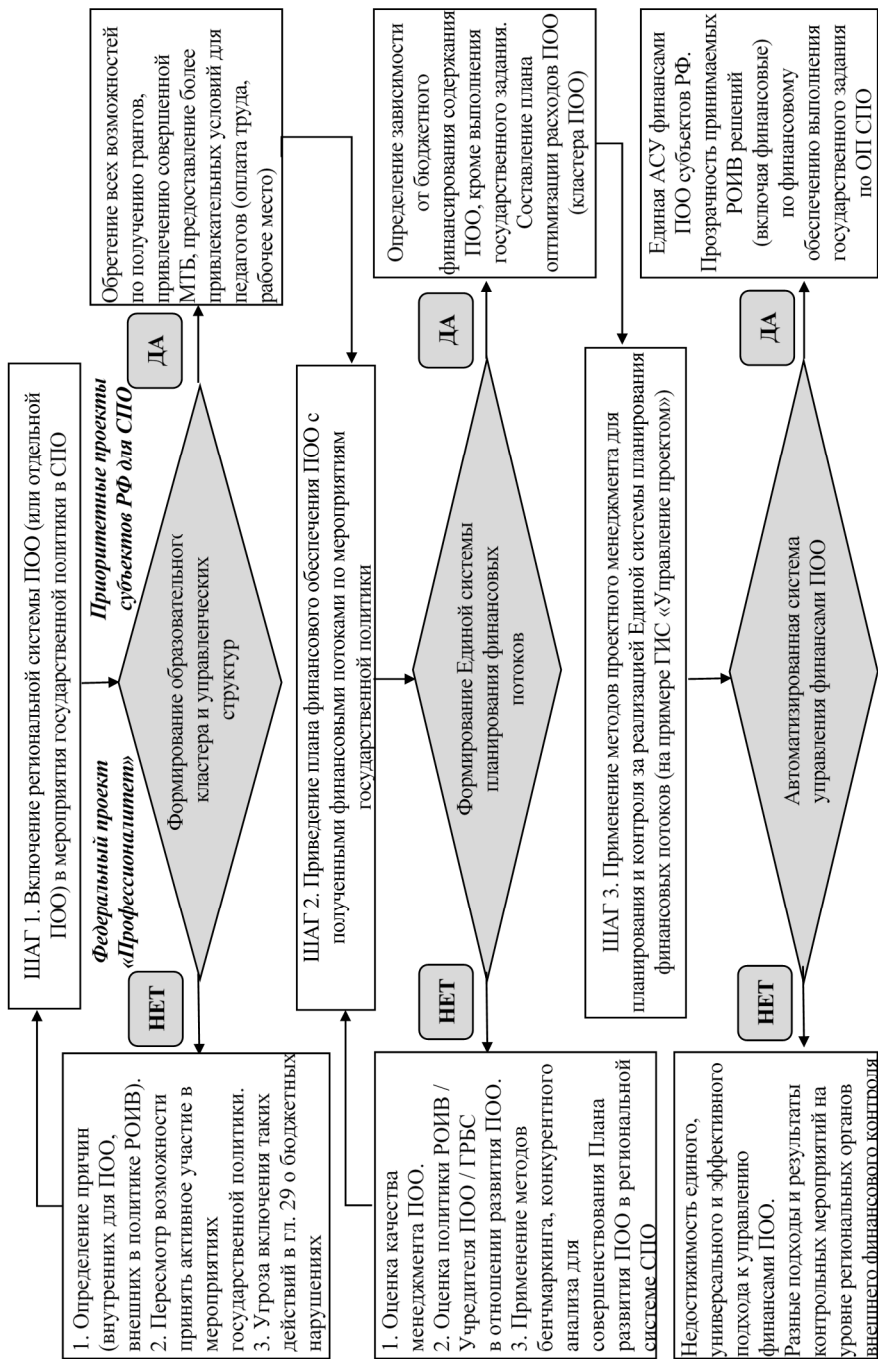 ШАГ 1. Включение региональной системы ПОО (или отдельной
ПОО) в мероприятия государственной политики в СПО
Федеральный проект
«Профессионалитет»
Приоритетные проекты
субъектов РФ для СПО
Формирование образовательного
кластера и управленческих
структур
НЕТ
ДА
1. Определение причин
(внутренних для ПОО,
внешних в политике РОИВ).
2. Пересмотр возможности
принять активное участие в
мероприятиях
государственной политики.
3. Угроза включения таких
действий в гл. 29 о бюджетных
нарушениях
Обретение всех возможностей
по получению грантов,
привлечению совершенной
МТБ, предоставление более
привлекательных условий для
педагогов (оплата труда,
рабочее место)
ШАГ 2. Приведение плана финансового обеспечения ПОО с
полученными финансовыми потоками по мероприятиям
государственной политики
Формирование Единой системы
планирования финансовых
потоков
НЕТ
ДА
1. Оценка качества
менеджмента ПОО.
2. Оценка политики РОИВ /
Учредителя ПОО / ГРБС
в отношении развития ПОО.
3. Применение методов
бенчмаркинга, конкурентного
анализа для
совершенствования Плана
развития ПОО в региональной
системе СПО
Определение зависимости
от бюджетного
финансирования содержания
ПОО, кроме выполнения
государственного задания.
Составление плана
оптимизации расходов ПОО
(кластера ПОО)
ШАГ 3. Применение методов проектного менеджмента для
планирования и контроля за реализацией Единой системы планирования
финансовых потоков (на примере ГИС «Управление проектом»)
Автоматизированная система
управления финансами ПОО
НЕТ
ДА
Недостижимость единого,
универсального и эффективного
подхода к управлению
финансами ПОО.
Разные подходы и результаты
контрольных мероприятий на
уровне региональных органов
внешнего финансового контроля
Единая АСУ финансами
ПОО субъектов РФ.
Прозрачность принимаемых
РОИВ решений
(включая финансовые)
по финансовому
обеспечению выполнения
государственного задания
по ОП СПО